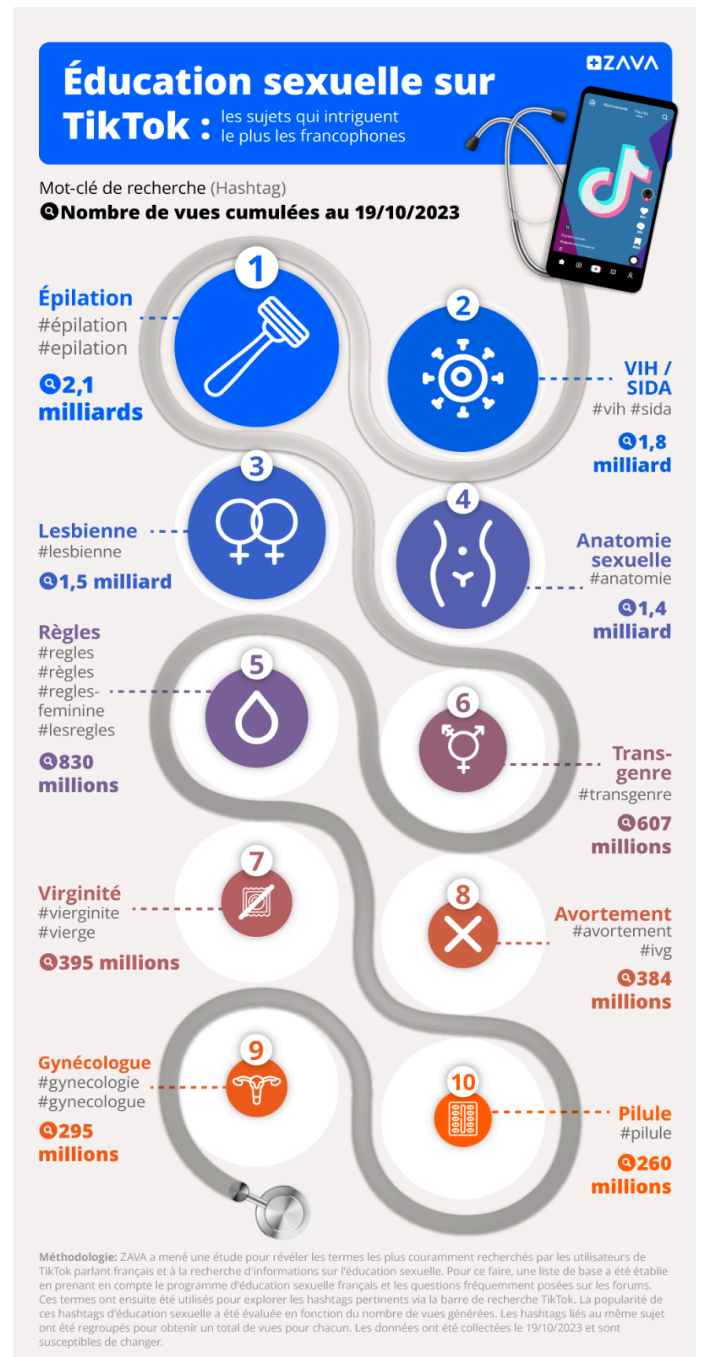 Éducation sexuelle sur
TikTok : les sujets qui intriguent
le plus les francophones
ZAVA
Mot-clé de recherche (Hashtag)
Nombre de vues cumulées au 19/10/2023
1
Épilation
#épilation
#epilation
2,1
milliards
2
VIH /
SIDA
#vih #sida
1,8
milliard
3
Lesbienne
#lesbienne
1,5 milliard
4
Anatomie
sexuelle
#anatomie
1,4
milliard
5
Règles
#regles
#règles
#regles-
feminine
#lesregles
830
millions
6
Trans-
genre
#transgenre
607
millions
7
Virginité
#vierginite
#vierge
395 millions
8
Avortement
#avortement
#ivg
384
millions
9
Gynécologue
#gynecologie
#gynecologue
295
millions
10
Pilule
#pilule
260
millions
Méthodologie: ZAVA a mené une étude pour révéler les termes les plus couramment recherchés par les utilisateurs de
TikTok parlant français et à la recherche d'informations sur l'éducation sexuelle. Pour ce faire, une liste de base a été établie
en prenant en compte le programme d'éducation sexuelle français et les questions fréquemment posées sur les forums.
Ces termes ont ensuite été utilisés pour explorer les hashtags pertinents via la barre de recherche TikTok. La popularité de
ces hashtags d'éducation sexuelle a été évaluée en fonction du nombre de vues générées. Les hashtags liés au même sujet
ont été regroupés pour obtenir un total de vues pour chacun. Les données ont été collectées le 19/10/2023 et sont
susceptibles de changer.